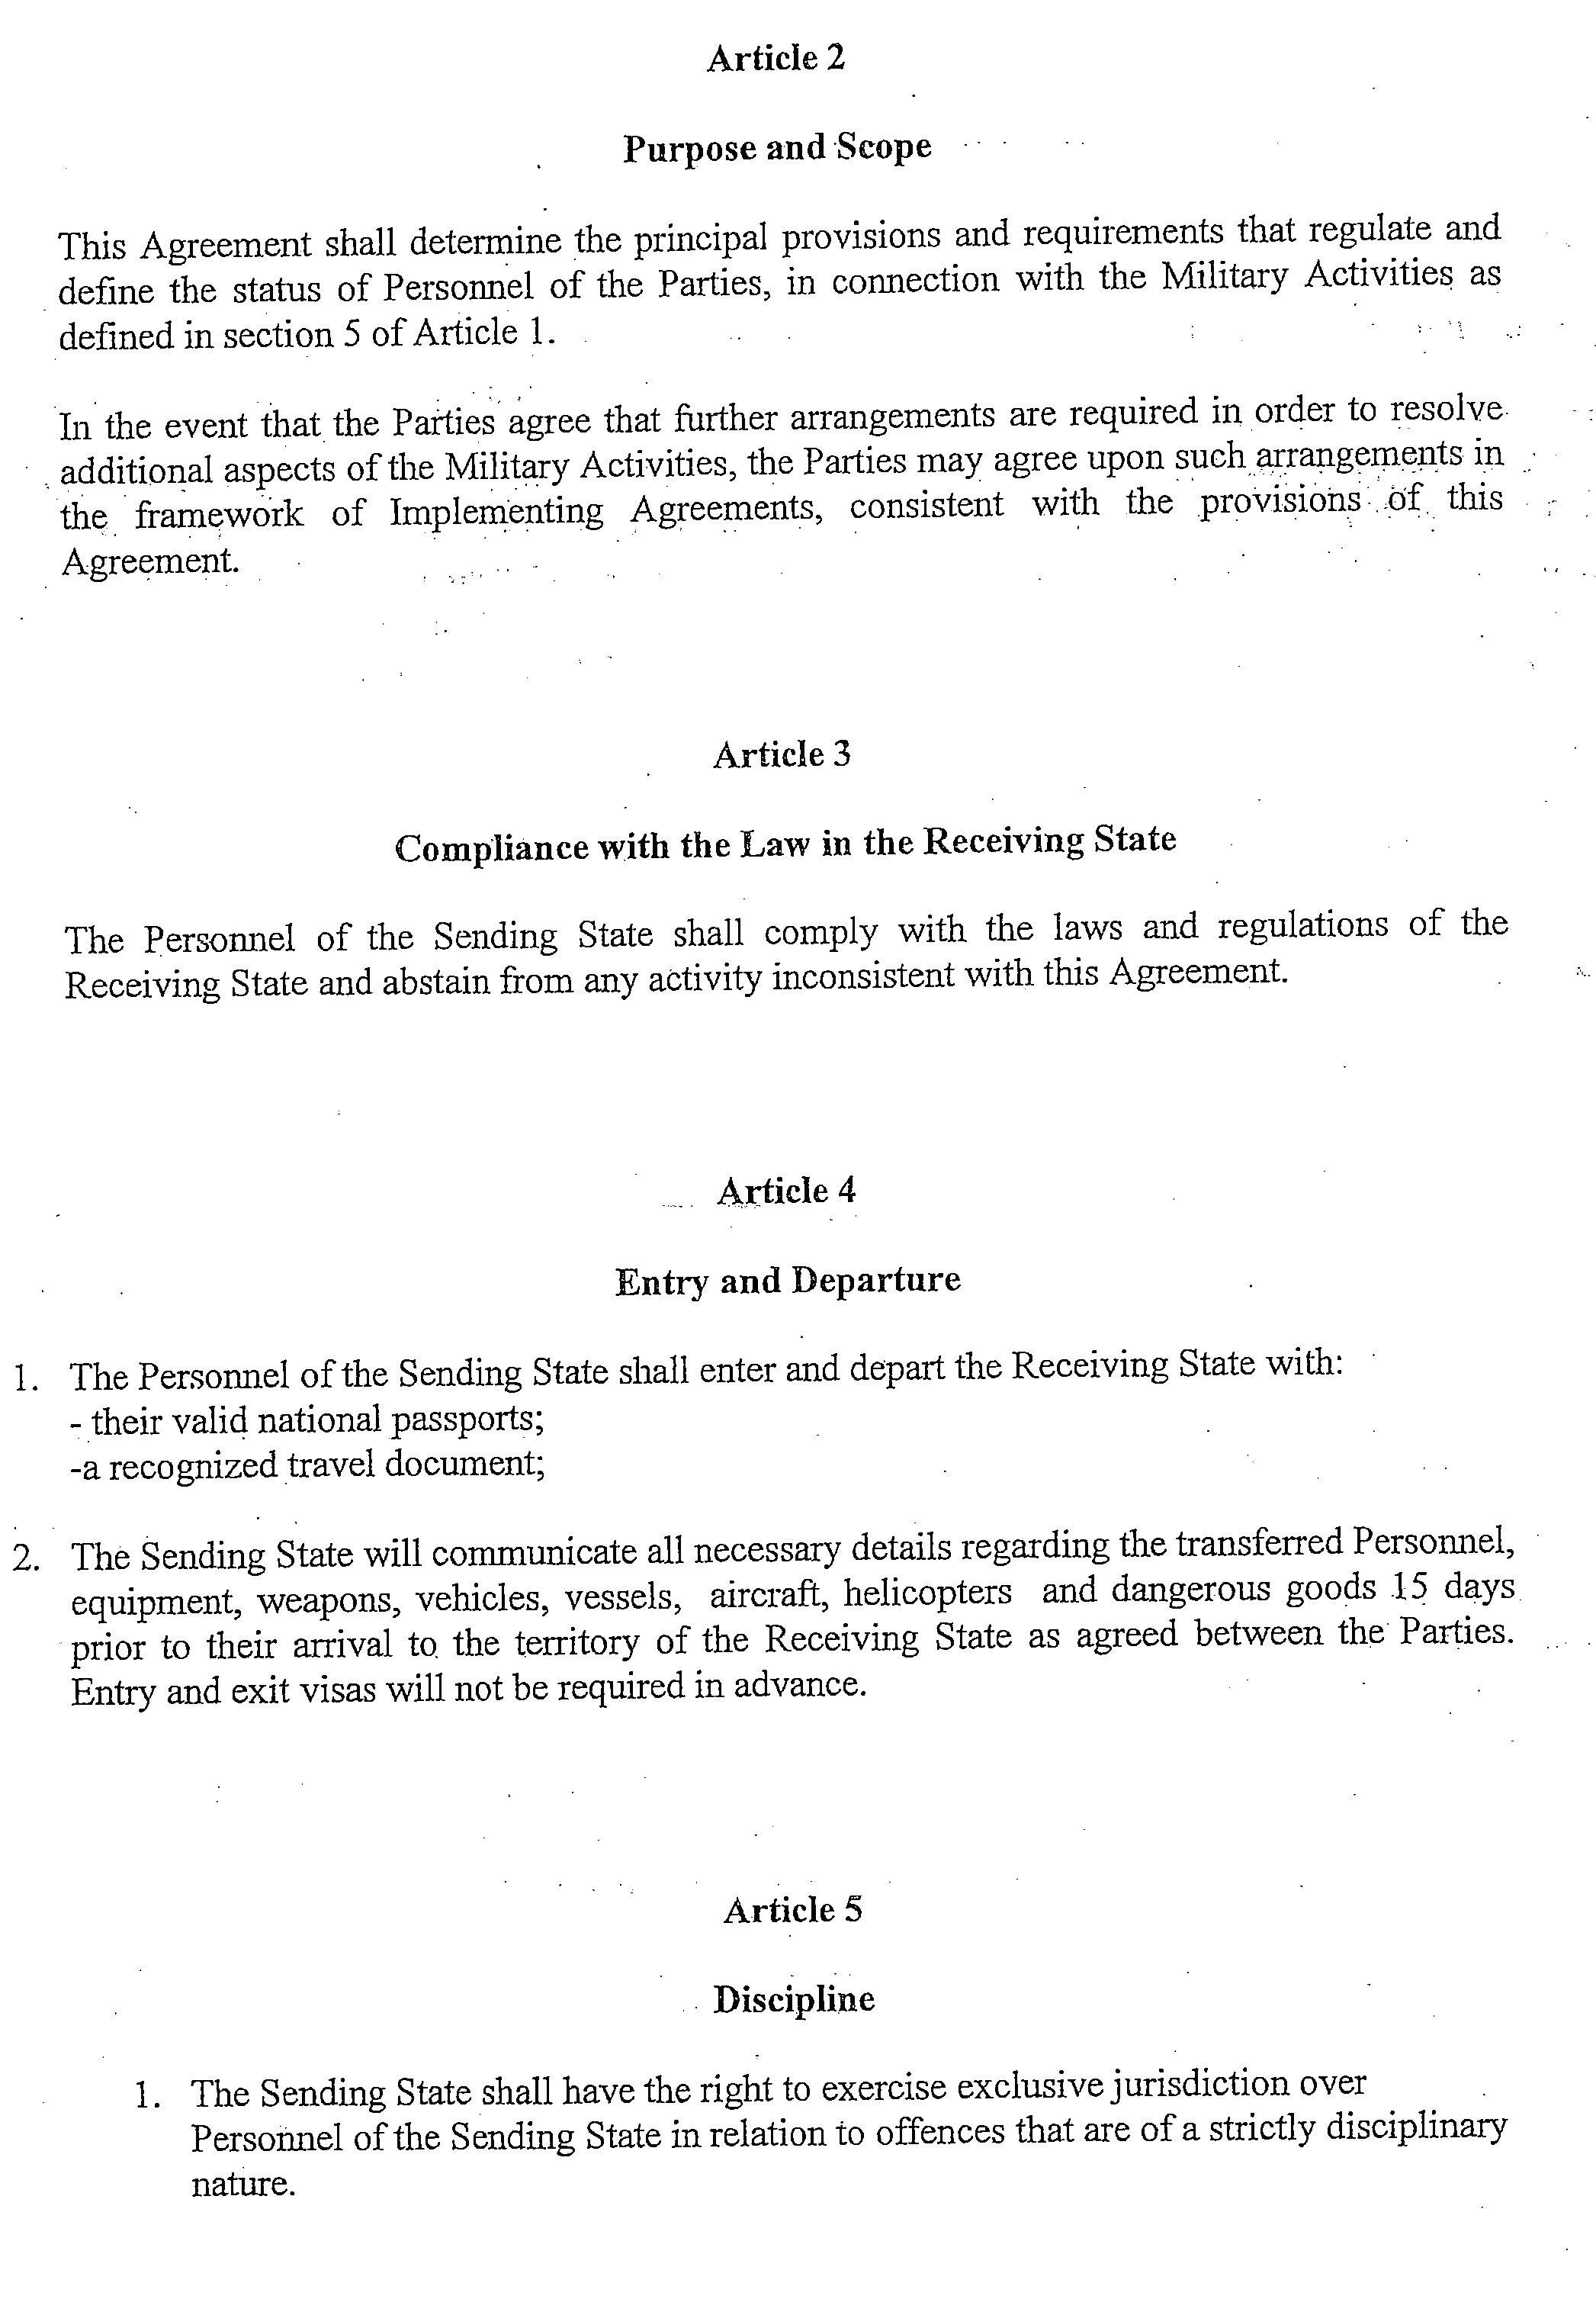 Article 2
Purpose and Scope
This Agreement shall determine the principal provisions and requirements that regulate and
define the status of Personnel of the Parties, in connection with the Military Activities as
defined in section 5 of Article 1.
In the event that the Parties agree that further arrangements are required in order to resolve
additional aspects of the Military Activities, the Parties may agree upon such arrangements in
the framework of Implementing Agreements, consistent with the provisions of this
Agreement.
Article 3
Compliance with the Law in the Receiving State
The Personnel of the Sending State shall comply with the laws and regulations of the
Receiving State and abstain from any activity inconsistent with this Agreement.
Article 4
Entry and Departure
1. The Personnel of the Sending State shall enter and depart the Receiving State with:
- their valid national passports;
-a recognized travel document;
2. The Sending State will communicate all necessary details regarding the transferred Personnel,
equipment, weapons, vehicles, vessels, aircraft, helicopters and dangerous goods 15 days
prior to their arrival to the territory of the Receiving State as agreed between the Parties.
Entry and exit visas will not be required in advance.
Article 5
Discipline
1. The Sending State shall have the right to exercise exclusive jurisdiction over
Personnel of the Sending State in relation to offences that are of a strictly disciplinary
nature.